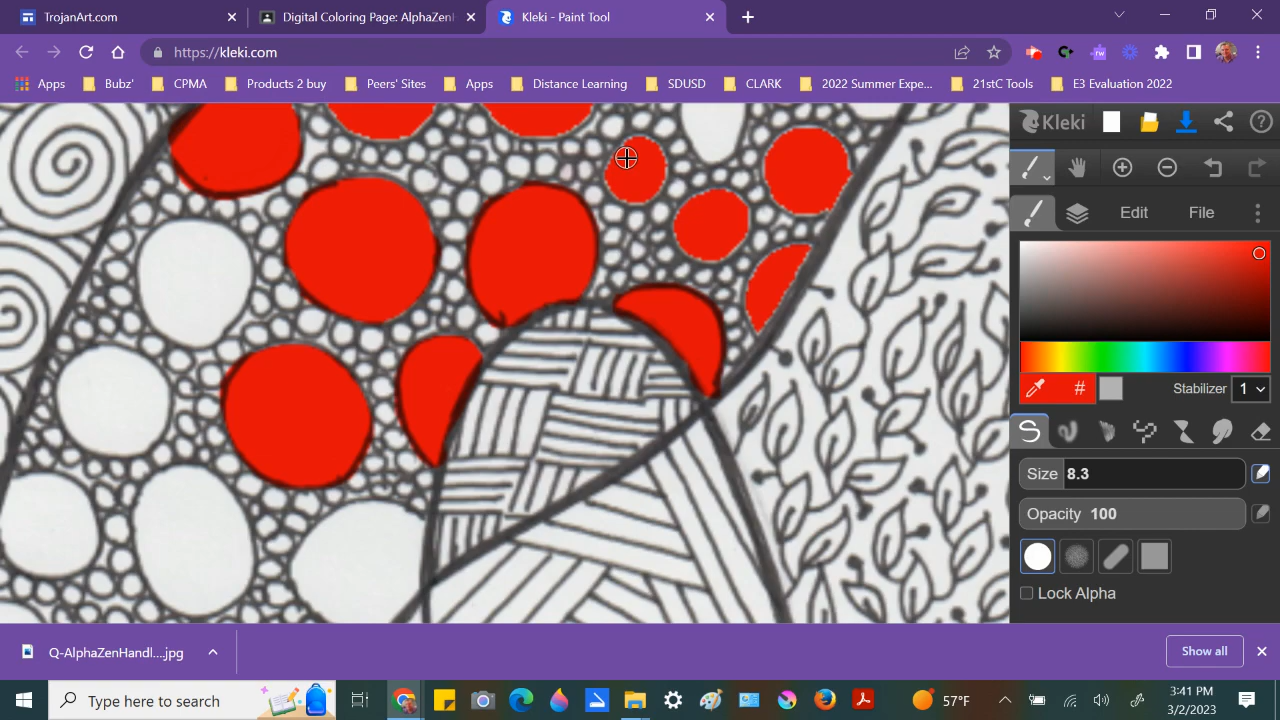 TrojanArt.com
Digital Coloring Page: AlphaZenH
Kleki - Paint Tool
https://kleki.com
Apps
Bubz'
CPMA
Products 2 buy
Peers' Sites
Apps
Distance Learning
SDUSD
CLARK
2022 Summer Expe...
21stC Tools
E3 Evaluation 2022
Kleki
Edit
File
#
Stabilizer 1
Size 8.3
Opacity 100
Lock Alpha
Q-AlphaZenHandl....jpg
Show all
Type here to search
57°F
3:41 PM
3/2/2023